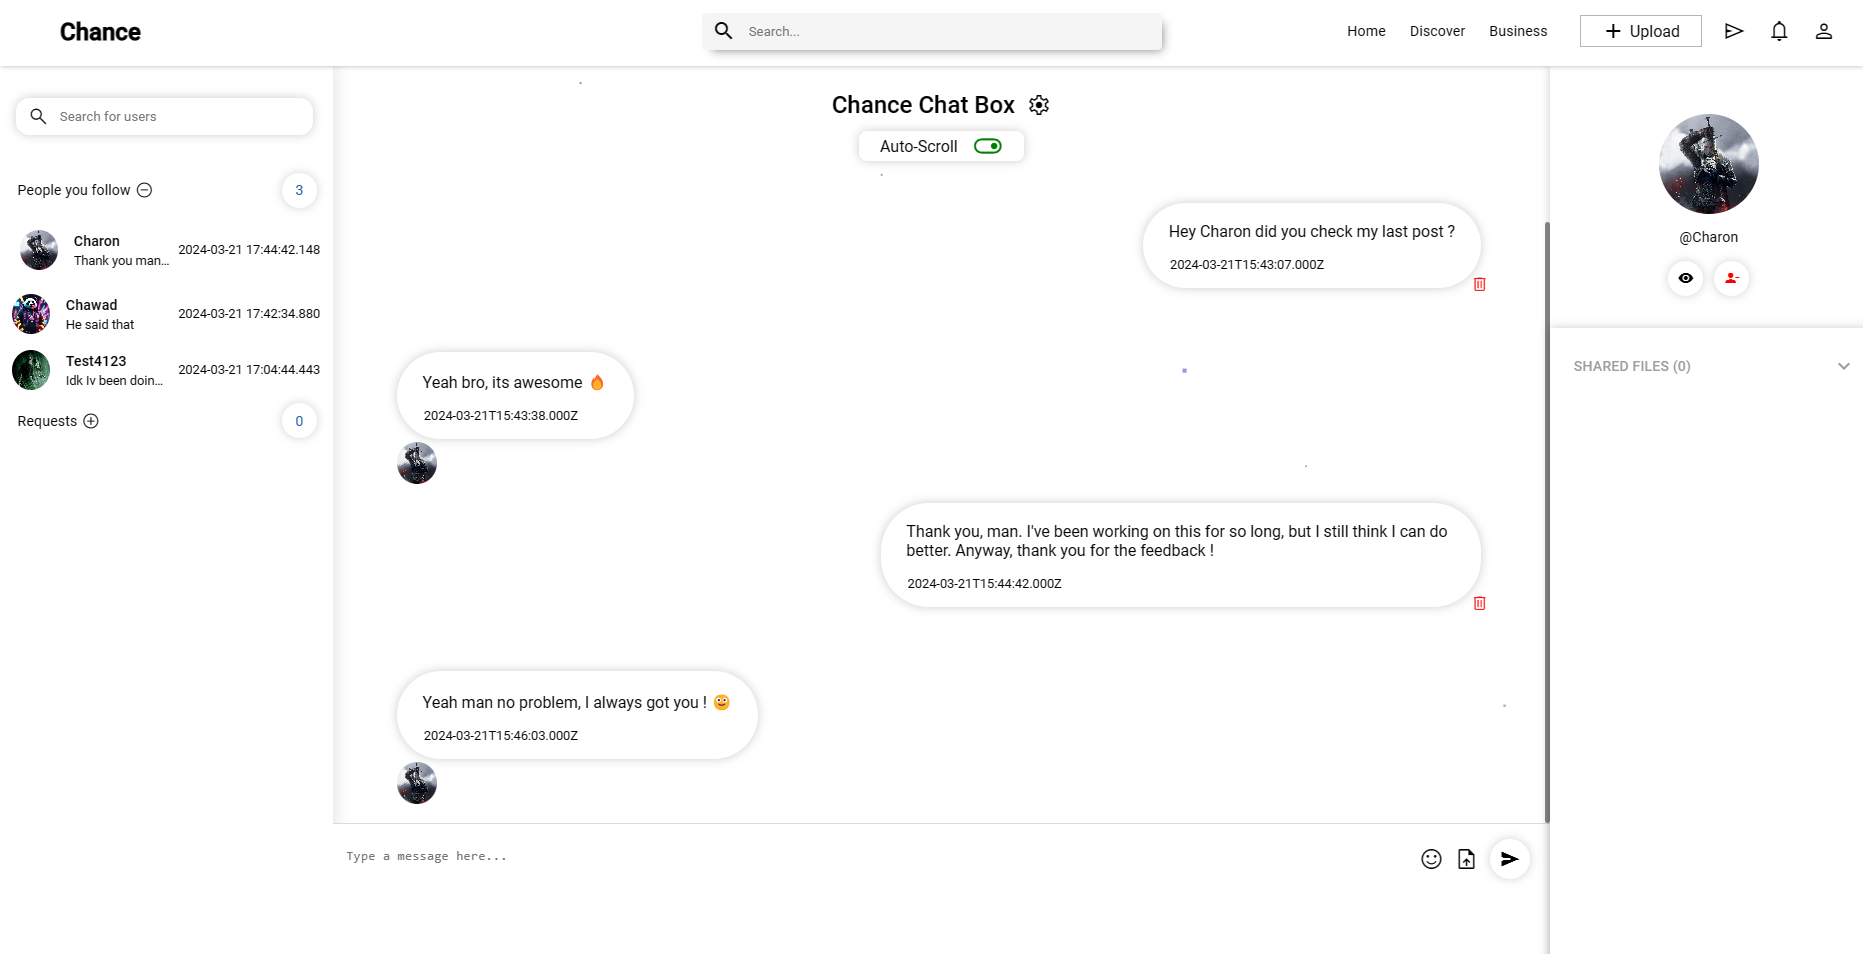 Chance
Search...
Home
Discover
Business
Upload
Search for users
People you follow
3
Charon
Thank you man...
2024-03-21 17:44:42.148
Chawad
He said that
2024-03-21 17:42:34.880
Test4123
Idk Iv been doin...
2024-03-21 17:04:44.443
Requests
0
Chance Chat Box
Auto-Scroll
Hey Charon did you check my last post ?
2024-03-21T15:43:07.000Z
Yeah bro, its awesome 🔥
2024-03-21T15:43:38.000Z
Thank you, man. I've been working on this for so long, but I still think I can do
better. Anyway, thank you for the feedback !
2024-03-21T15:44:42.000Z
Yeah man no problem, I always got you !
2024-03-21T15:46:03.000Z
Type a message here...
@Charon
SHARED FILES (0)